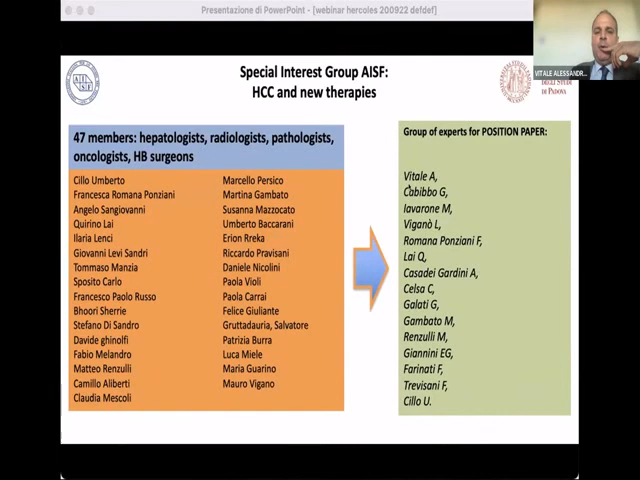 Presentazione di PowerPoint - [webinar hercoles 200922 defdef]
VITALE ALESSANDR...
Special Interest Group AISF:
HCC and new therapies
DEGLI STUDI
DI PADOVA
47 members: hepatologists, radiologists, pathologists,
oncologists, HB surgeons
Cillo Umberto
Francesca Romana Ponziani
Angelo Sangiovanni
Quirino Lai
Ilaria Lenci
Giovanni Levi Sandri
Tommaso Manzia
Sposito Carlo
Francesco Paolo Russo
Bhoori Sherrie
Stefano Di Sandro
Davide ghinolfi
Fabio Melandro
Matteo Renzulli
Camillo Aliberti
Claudia Mescoli
Marcello Persico
Martina Gambato
Susanna Mazzocato
Umberto Baccarani
Erion Rreka
Riccardo Pravisani
Daniele Nicolini
Paola Violi
Paola Carrai
Felice Giuliante
Gruttadauria, Salvatore
Patrizia Burra
Luca Miele
Maria Guarino
Mauro Vigano
Group of experts for POSITION PAPER:
Vitale A,
Cabibbo G,
Iavarone M,
Viganò L,
Romana Ponziani F,
Lai Q,
Casadei Gardini A,
Celsa C,
Galati G,
Gambato M,
Renzulli M,
Giannini EG,
Farinati F,
Trevisani F,
Cillo U.